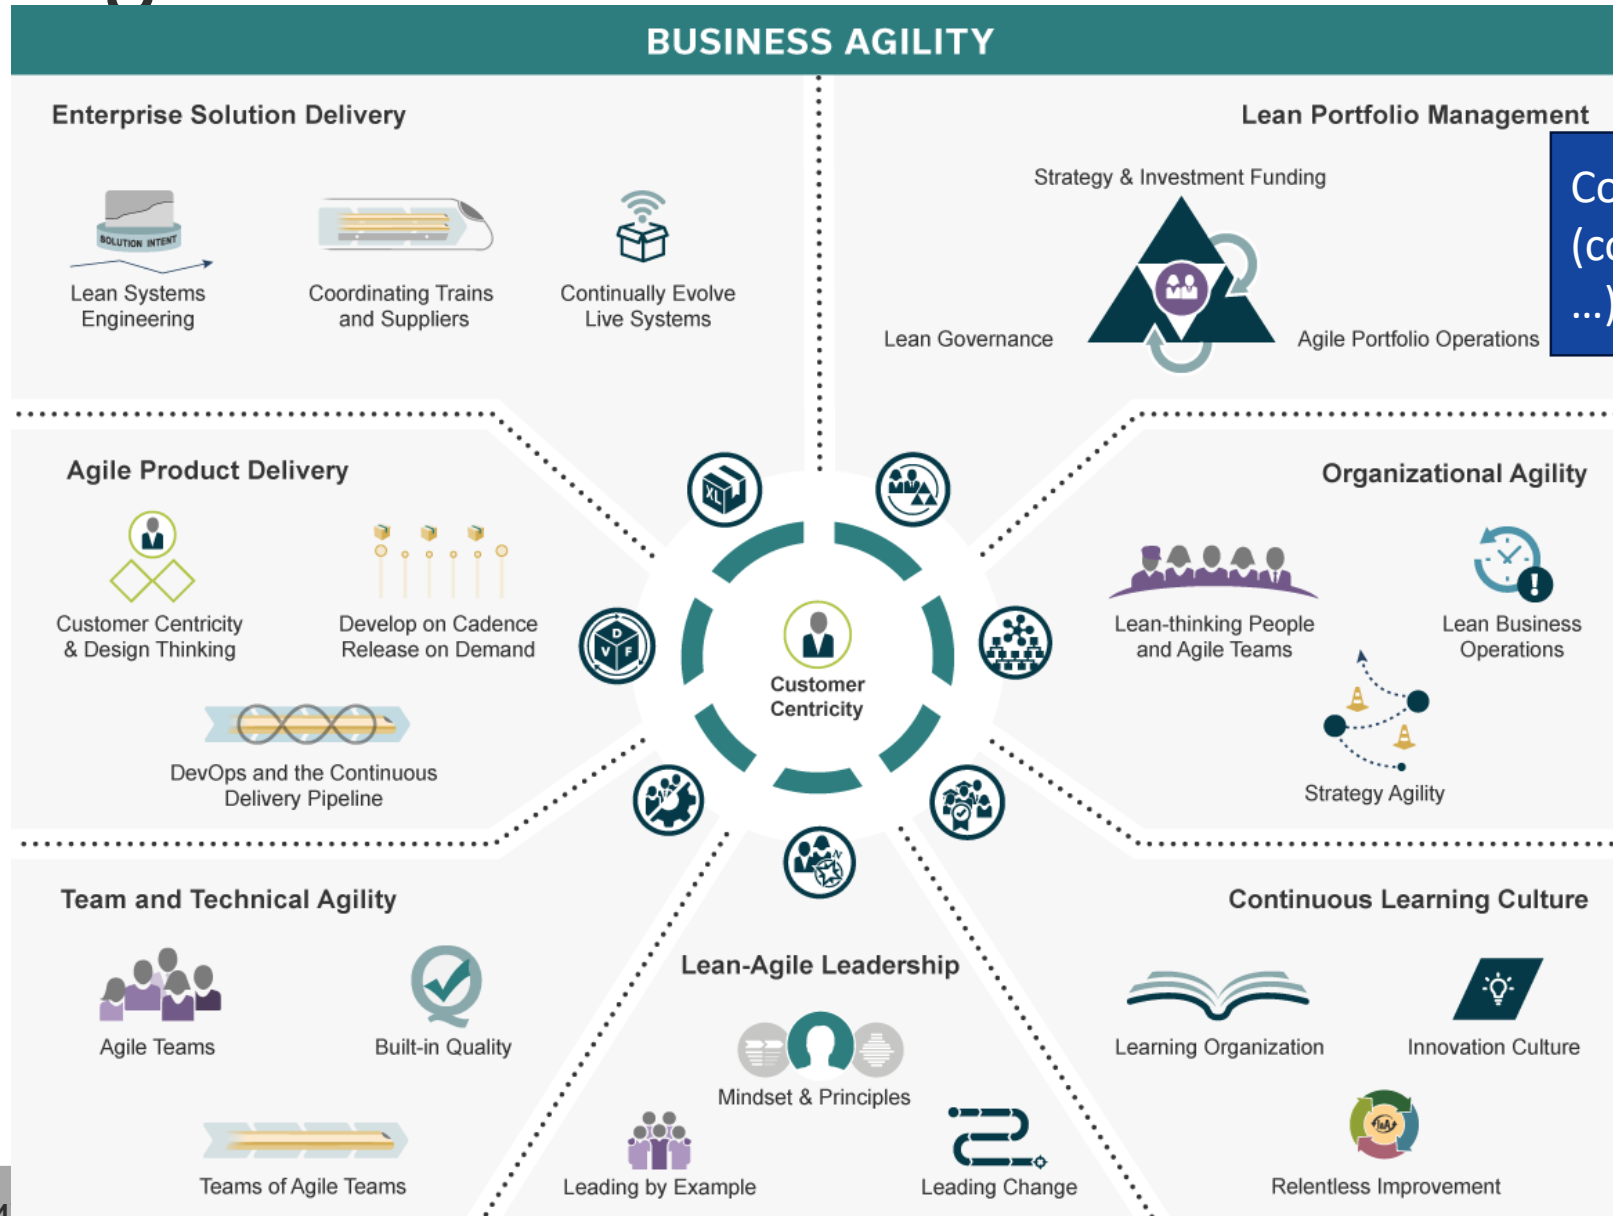 BUSINESS AGILITY
Enterprise Solution Delivery
SOLUTION INTENT
Lean Systems
Engineering
Coordinating Trains
and Suppliers
Continually Evolve
Live Systems
Lean Portfolio Management
Strategy & Investment Funding
Lean Governance
Agile Portfolio Operations
(co
...)
Agile Product Delivery
Customer Centricity
& Design Thinking
Develop on Cadence
Release on Demand
DevOps and the Continuous
Delivery Pipeline
Organizational Agility
Lean-thinking People
and Agile Teams
Lean Business
Operations
Strategy Agility
XL
D
V F
N
Customer
Centricity
Team and Technical Agility
Agile Teams
Built-in Quality
Teams of Agile Teams
Lean-Agile Leadership
Mindset & Principles
Leading by Example
Leading Change
Continuous Learning Culture
Learning Organization
Innovation Culture
I&A
Relentless Improvement